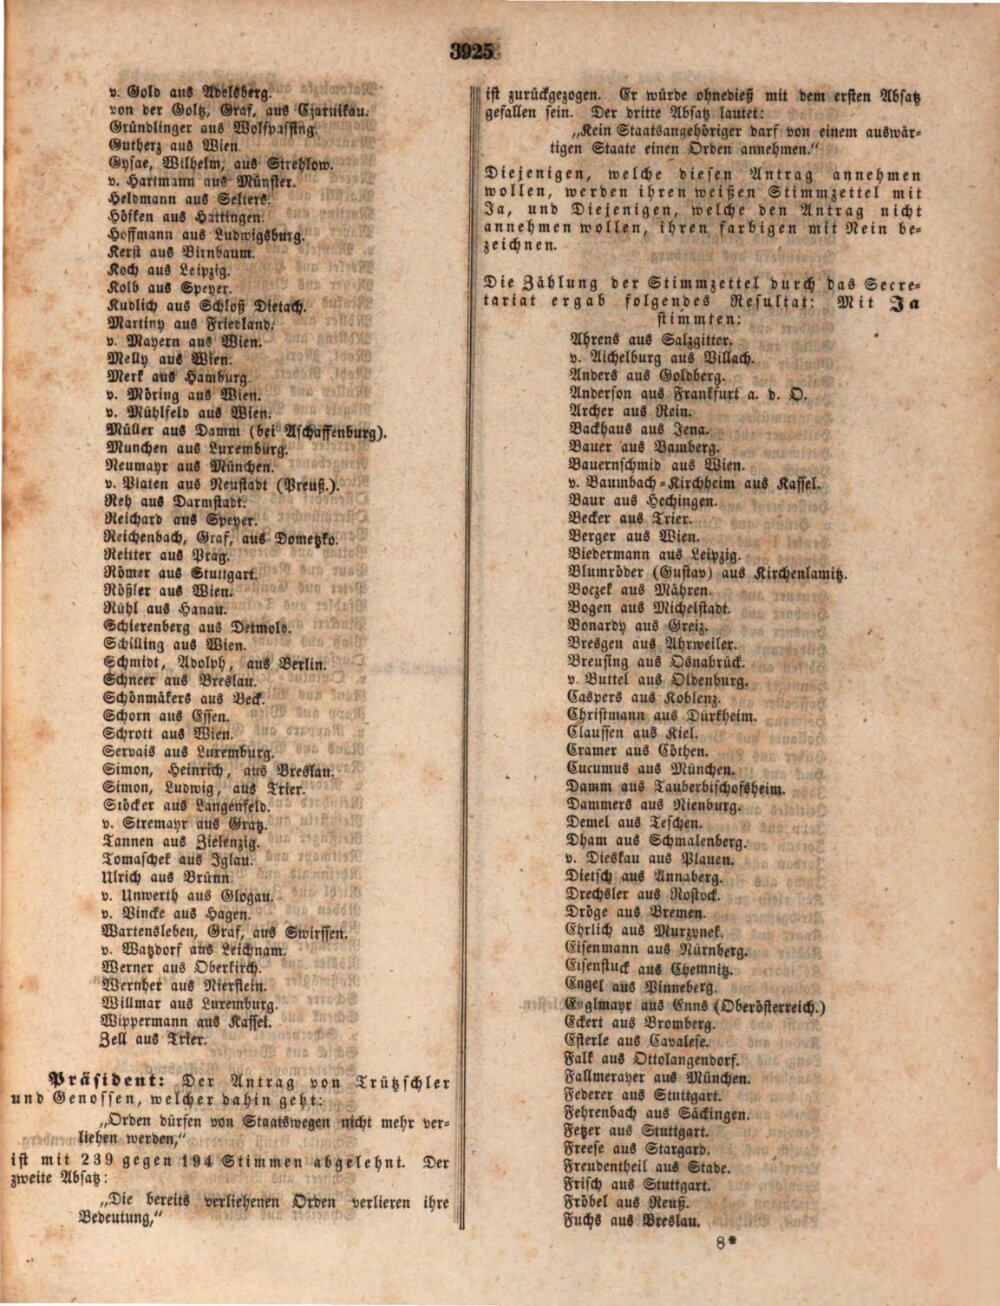 3925
v. Gold aus Adelsberg.
von der Goltz, Graf, aus Czarnikau.
Gründlinger aus Wolfpassing.
Gutherz aus Wien.
Gysae, Wilhelm, aus Strehlow.
v. Hartmann aus Münster.
Heldmann aus Selters.
Höfken aus Hattingen.
Hoffmann aus Ludwigsburg.
Kerst aus Birnbaum.
Koch aus Leipzig.
Kolb aus Speyer.
Kudlich aus Schloß Dietach.
Martiny aus Friedland.
v. Mayern aus Wien.
Melly aus Wien.
Merk aus Hamburg.
v. Möring aus Wien.
v. Mühlfeld aus Wien.
Müller aus Damm (bei Aschaffenburg).
Munchen aus Luxemburg.
Neumayr aus München.
v. Platen aus Neustadt (Preuß.).
Reh aus Darmstadt.
Reichard aus Speyer.
Reichenbach, Graf, aus Dometzko.
Reitter aus Prag.
Römer aus Stuttgart.
Rößler aus Wien.
Rühl aus Hanau.
Schierenberg aus Detmold.
Schilling aus Wien.
Schmidt, Adolph, aus Berlin.
Schneer aus Breslau.
Schönmäkers aus Beck.
Schorn aus Essen.
Schrott aus Wien.
Servais aus Luxemburg.
Simon, Heinrich, aus Breslau.
Simon, Ludwig, aus Trier.
Stöcker aus Langenfeld.
v. Stremayr aus Gratz.
Tannen aus Zielenzig.
Tomaschek aus Iglau.
Ulrich aus Brünn.
v. Unwerth aus Glogau.
v. Vincke aus Hagen.
Wartensleben, Graf, aus Swirssen.
v. Watzdorf aus Leichnam.
Werner aus Oberkirch.
Wernher aus Nierstein.
Willmar aus Luxemburg.
Wippermann aus Kassel.
Zell aus Trier.
Präsident: Der Antrag von Trützschler
und Genossen, welcher dahin geht:
„Orden dürfen von Staatswegen nicht mehr ver-
liehen werden,“
ist mit 239 gegen 194 Stimmen abgelehnt. Der
zweite Absatz:
„Die bereits verliehenen Orden verlieren ihre
Bedeutung,“
ist zurückgezogen. Er würde ohnedieß mit dem ersten Absatz
gefallen sein. Der dritte Absatz lautet:
„Kein Staatsangehöriger darf von einem auswär-
tigen Staate einen Orden annehmen.“
Diejenigen, welche diesen Antrag annehmen
wollen, werden ihren weißen Stimmzettel mit
Ja, und Diejenigen, welche den Antrag nicht
annehmen wollen, ihren farbigen mit Nein be-
zeichnen.
Die Zählung der Stimmzettel durch das Secre-
tariat ergab folgendes Resultat: Mit Ja
stimmten:
Ahrens aus Salzgitter.
v. Aichelburg aus Villach.
Anders aus Goldberg.
Anderson aus Frankfurt a. d. O.
Archer aus Rein.
Backhaus aus Jena.
Bauer aus Bamberg.
Bauernschmid aus Wien.
v. Baumbach-Kirchheim aus Kassel.
Baur aus Hechingen.
Becker aus Trier.
Berger aus Wien.
Biedermann aus Leipzig.
Blumröder (Gustav) aus Kirchenlamitz.
Boczek aus Mähren.
Bogen aus Michelstadt.
Bonardy aus Greiz.
Bresgen aus Ahrweiler.
Breusing aus Osnabrück.
v. Buttel aus Oldenburg.
Caspers aus Koblenz.
Christmann aus Dürkheim.
Claussen aus Kiel.
Cramer aus Cöthen.
Cucumus aus München.
Damm aus Tauberbischofsheim.
Dammers aus Nienburg.
Demel aus Teschen.
Dham aus Schmalenberg.
v. Dieskau aus Plauen.
Dietsch aus Annaberg.
Drechsler aus Rostock.
Dröge aus Bremen.
Ehrlich aus Murzynek.
Eisenmann aus Nürnberg.
Eisenstuck aus Chemnitz.
Engel aus Pinneberg.
Englmayr aus Enns (Oberösterreich.)
Eckert aus Bromberg.
Esterle aus Cavalese.
Falk aus Ottolangendorf.
Fallmerayer aus München.
Federer aus Stuttgart.
Fehrenbach aus Säckingen.
Fetzer aus Stuttgart.
Freese aus Stargard.
Freudentheil aus Stade.
Frisch aus Stuttgart.
Fröbel aus Reuß.
Fuchs aus Breslau.
8*